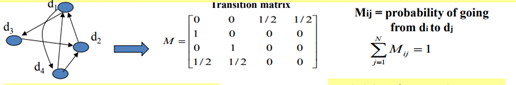 Transition matrix
d1
d3
d2
d4
M =
0 0 1/2 1/2
1 0 0 0
0 1 0 0
1/2 1/2 0 0
Mij = probability of going
from di to dj
N
∑ Mij = 1
j=1